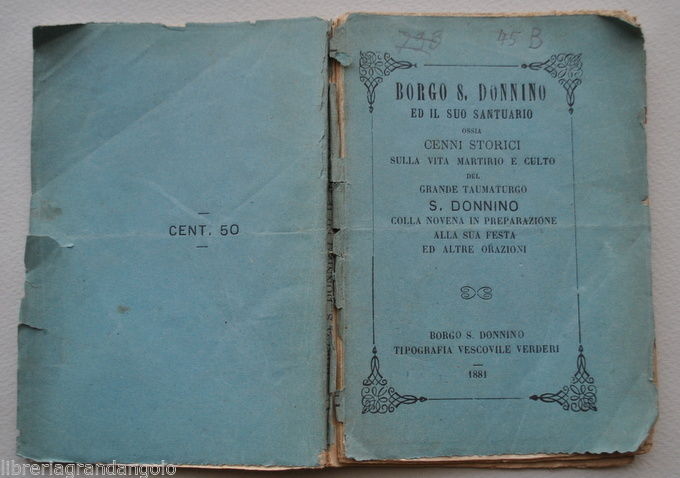 CENT. 50
45 B
BORGO S. DONNINO
ED IL SUO SANTUARIO
OSSIA
CENNI STORICI
SULLA VITA MARTIRIO E CULTO
DEL
GRANDE TAUMATURGO
S. DONNINO
COLLA NOVENA IN PREPARAZIONE
ALLA SUA FESTA
ED ALTRE ORAZIONI
BORGO S. DONNINO
TIPOGRAFIA VESCOVILE VERDERI
1881
libreriagrandangolo